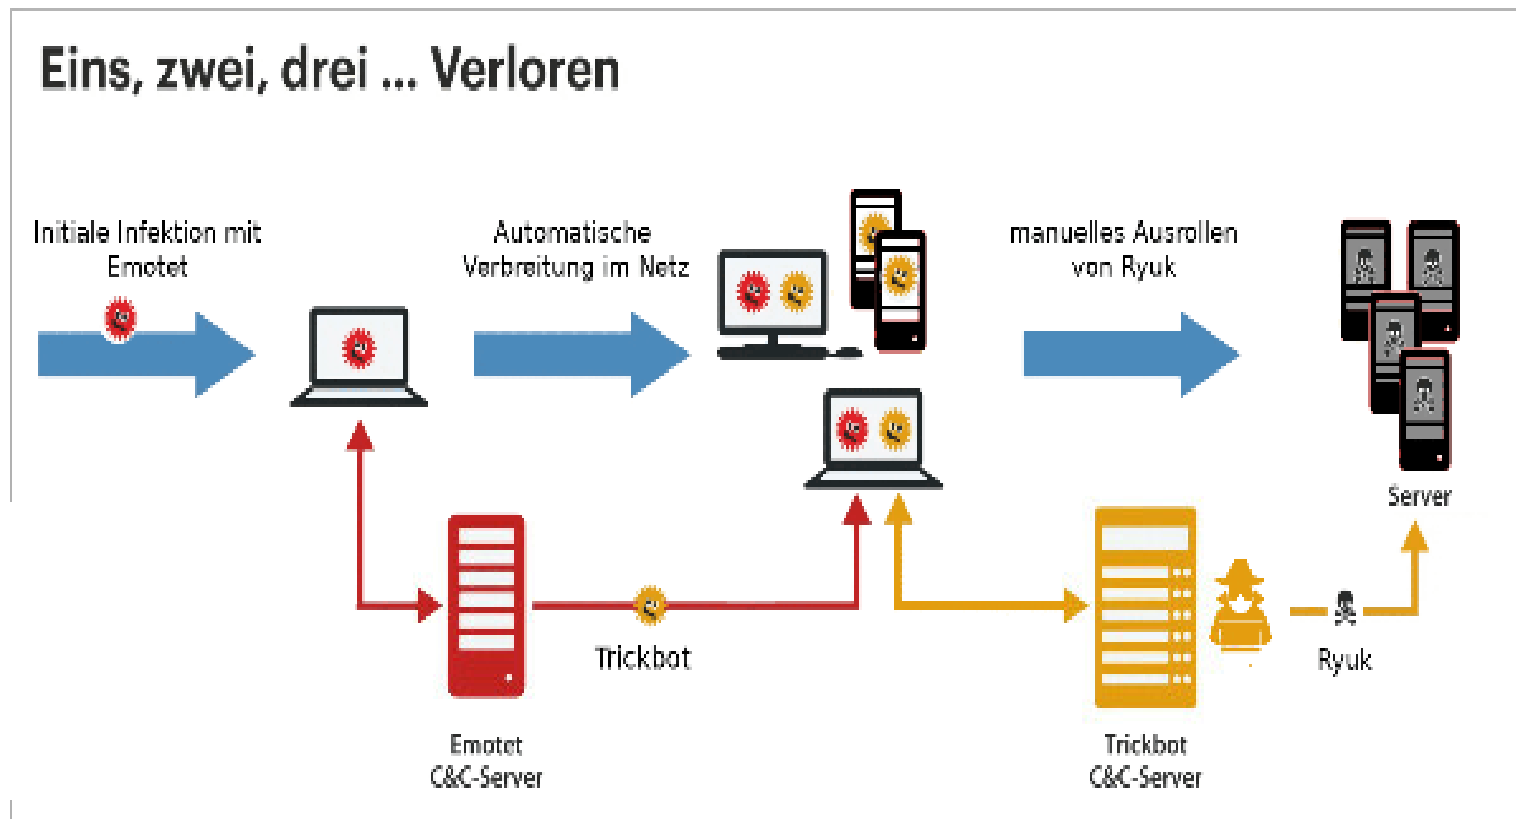 Eins, zwei, drei ... Verloren
Initiale Infektion mit
Emotet
Automatische
Verbreitung im Netz
manuelles Ausrollen
von Ryuk
Server
Trickbot
Ryuk
Emotet
C&C-Server
Trickbot
C&C-Server